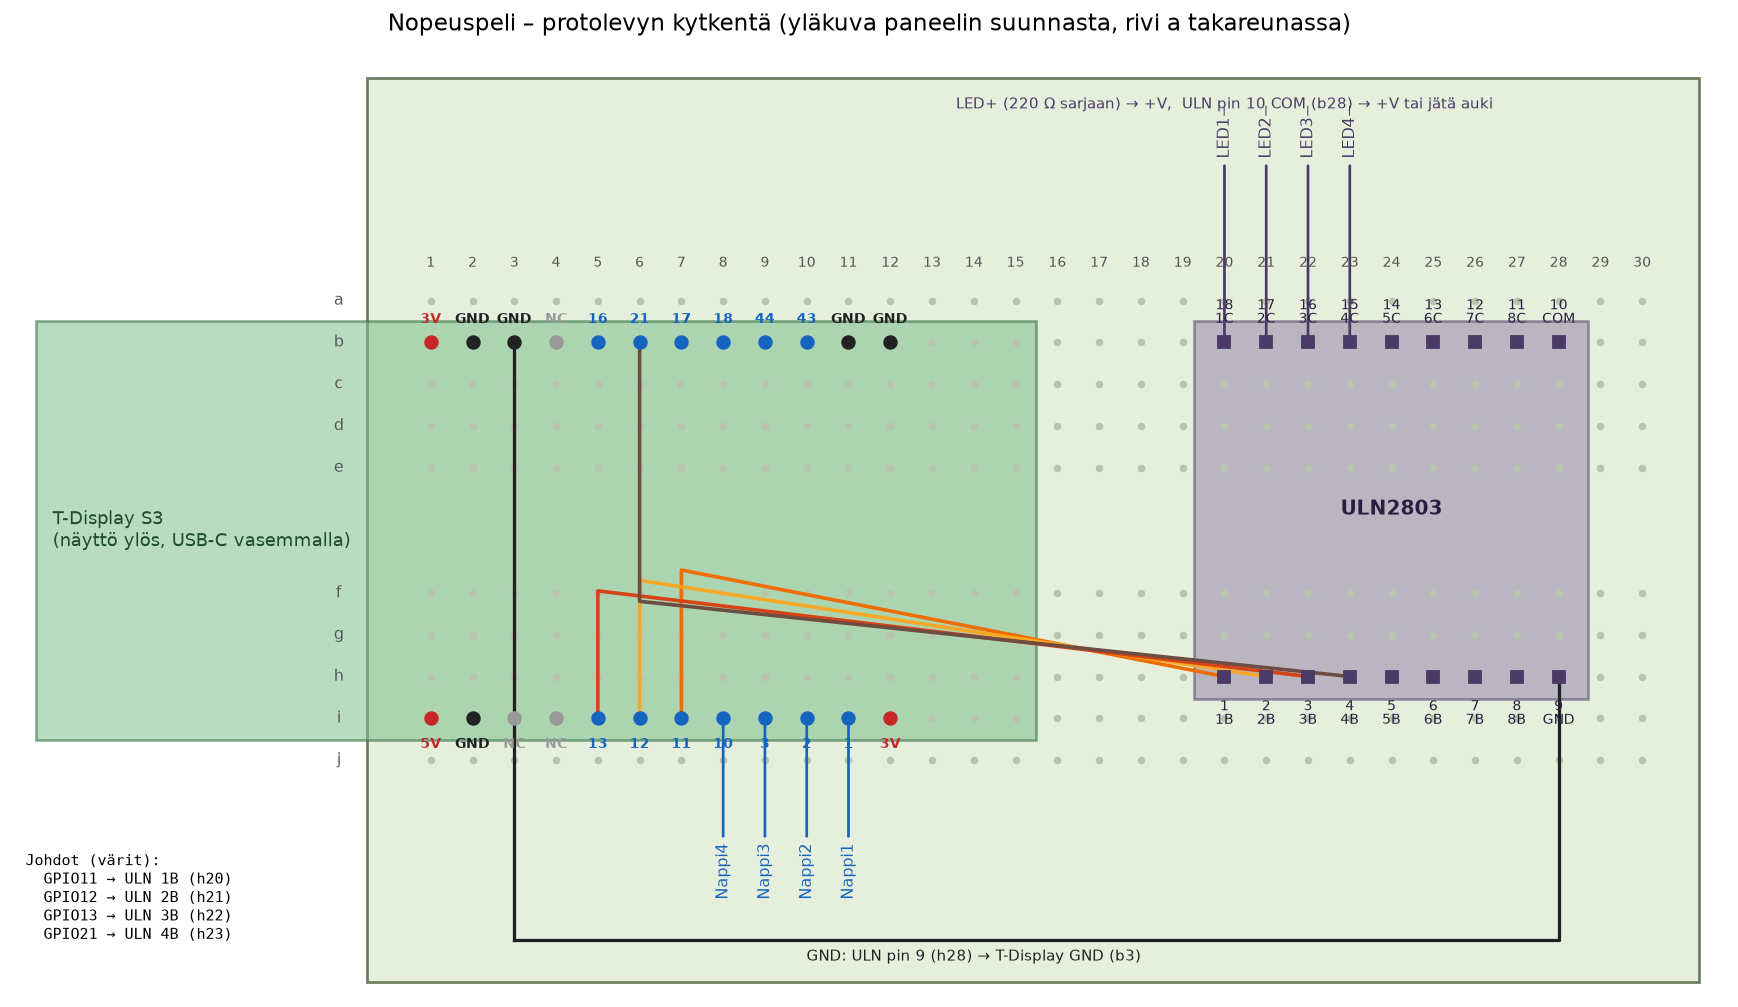 Nopeuspeli – protolevyn kytkentä (yläkuva paneelin suunnasta, rivi a takareunassa)
LED+ (220 Ω sarjaan) → +V,  ULN pin 10 COM (b28) → +V tai jätä auki
LED1–
LED2–
LED3–
LED4–
1 2 3 4 5 6 7 8 9 10 11 12 13 14 15 16 17 18 19 20 21 22 23 24 25 26 27 28 29 30
a
18 17 16 15 14 13 12 11 10
3V GND GND NC 16 21 17 18 44 43 GND GND 1C 2C 3C 4C 5C 6C 7C 8C COM
b
c
d
e
ULN2803
T-Display S3
(näyttö ylös, USB-C vasemmalla)
f
g
h
1 2 3 4 5 6 7 8 9
i
1B 2B 3B 4B 5B 6B 7B 8B GND
5V GND NC NC 13 12 11 10 3 2 1 3V
j
Nappi4
Nappi3
Nappi2
Nappi1
Johdot (värit):
GPIO11 → ULN 1B (h20)
GPIO12 → ULN 2B (h21)
GPIO13 → ULN 3B (h22)
GPIO21 → ULN 4B (h23)
GND: ULN pin 9 (h28) → T-Display GND (b3)